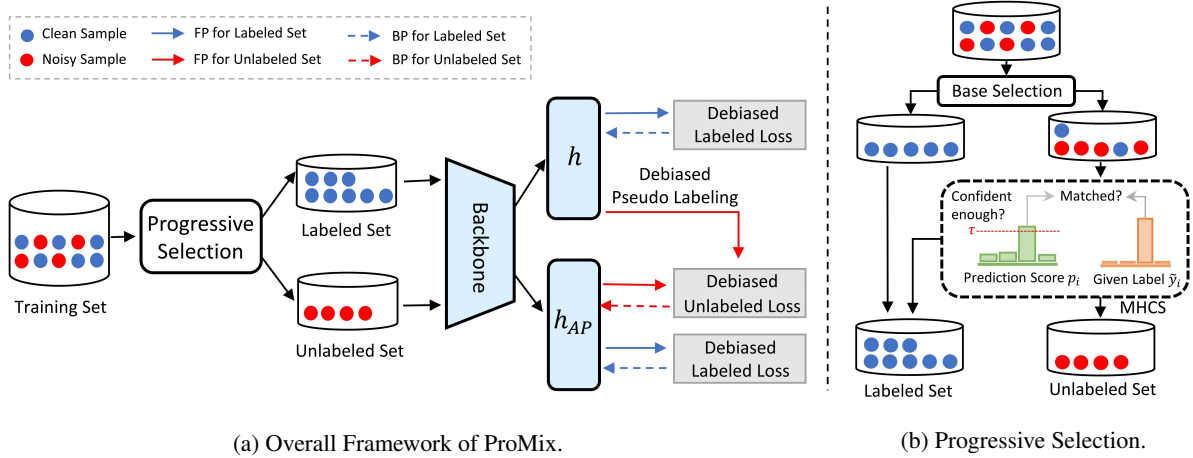 Clean Sample
FP for Labeled Set
BP for Labeled Set
Noisy Sample
FP for Unlabeled Set
BP for Unlabeled Set
Training Set
Progressive
Selection
Labeled Set
Unlabeled Set
Backbone
h
h_{AP}
Debiased
Labeled Loss
Debiased
Pseudo Labeling
Debiased
Unlabeled Loss
Debiased
Labeled Loss
(a) Overall Framework of ProMix.
Base Selection
Confident
enough?
Matched?
τ
Prediction Score p_i
Given Label ỹ_i
MHCS
Labeled Set
Unlabeled Set
(b) Progressive Selection.